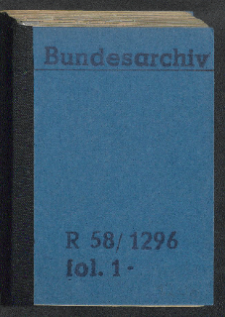 Bundesarchiv
R 58/1296
fol. 1-